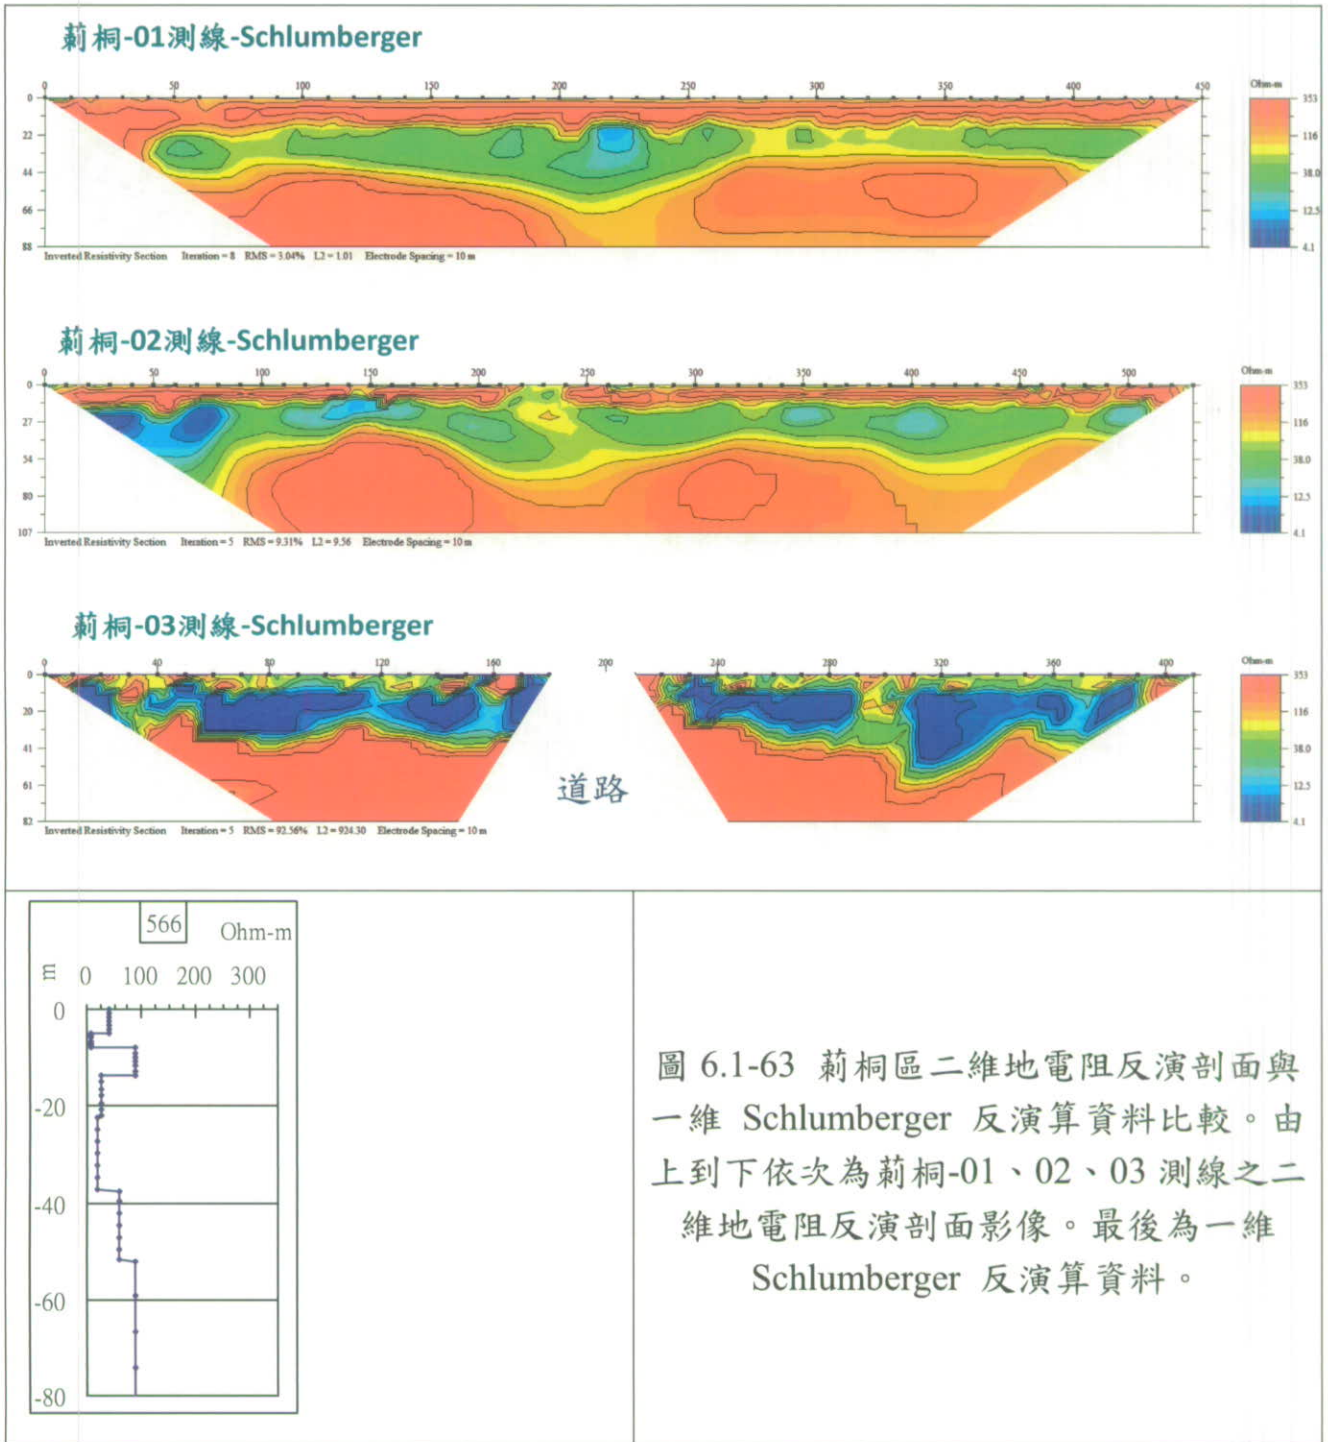 莿桐-01測線-Schlumberger
0 50 100 150 200 250 300 350 400 450
Ohm-m
0
22
44
66
88
353
116
38.0
12.5
4.1
Inverted Resistivity Section Iteration = 8 RMS = 3.04% L2 = 1.01 Electrode Spacing = 10 m
莿桐-02測線-Schlumberger
0 50 100 150 200 250 300 350 400 450 500
Ohm-m
0
27
54
80
107
353
116
38.0
12.5
4.1
Inverted Resistivity Section Iteration = 5 RMS = 9.31% L2 = 9.56 Electrode Spacing = 10 m
莿桐-03測線-Schlumberger
0 40 80 120 160 200 240 280 320 360 400
Ohm-m
0
20
41
61
82
道路
353
116
38.0
12.5
4.1
Inverted Resistivity Section Iteration = 5 RMS = 92.56% L2 = 924.30 Electrode Spacing = 10 m
566 Ohm-m
m 0 100 200 300
0
-20
-40
-60
-80
圖 6.1-63 莿桐區二維地電阻反演剖面與
一維 Schlumberger 反演算資料比較。由
上到下依次為莿桐-01、02、03 測線之二
維地電阻反演剖面影像。最後為一維
Schlumberger 反演算資料。